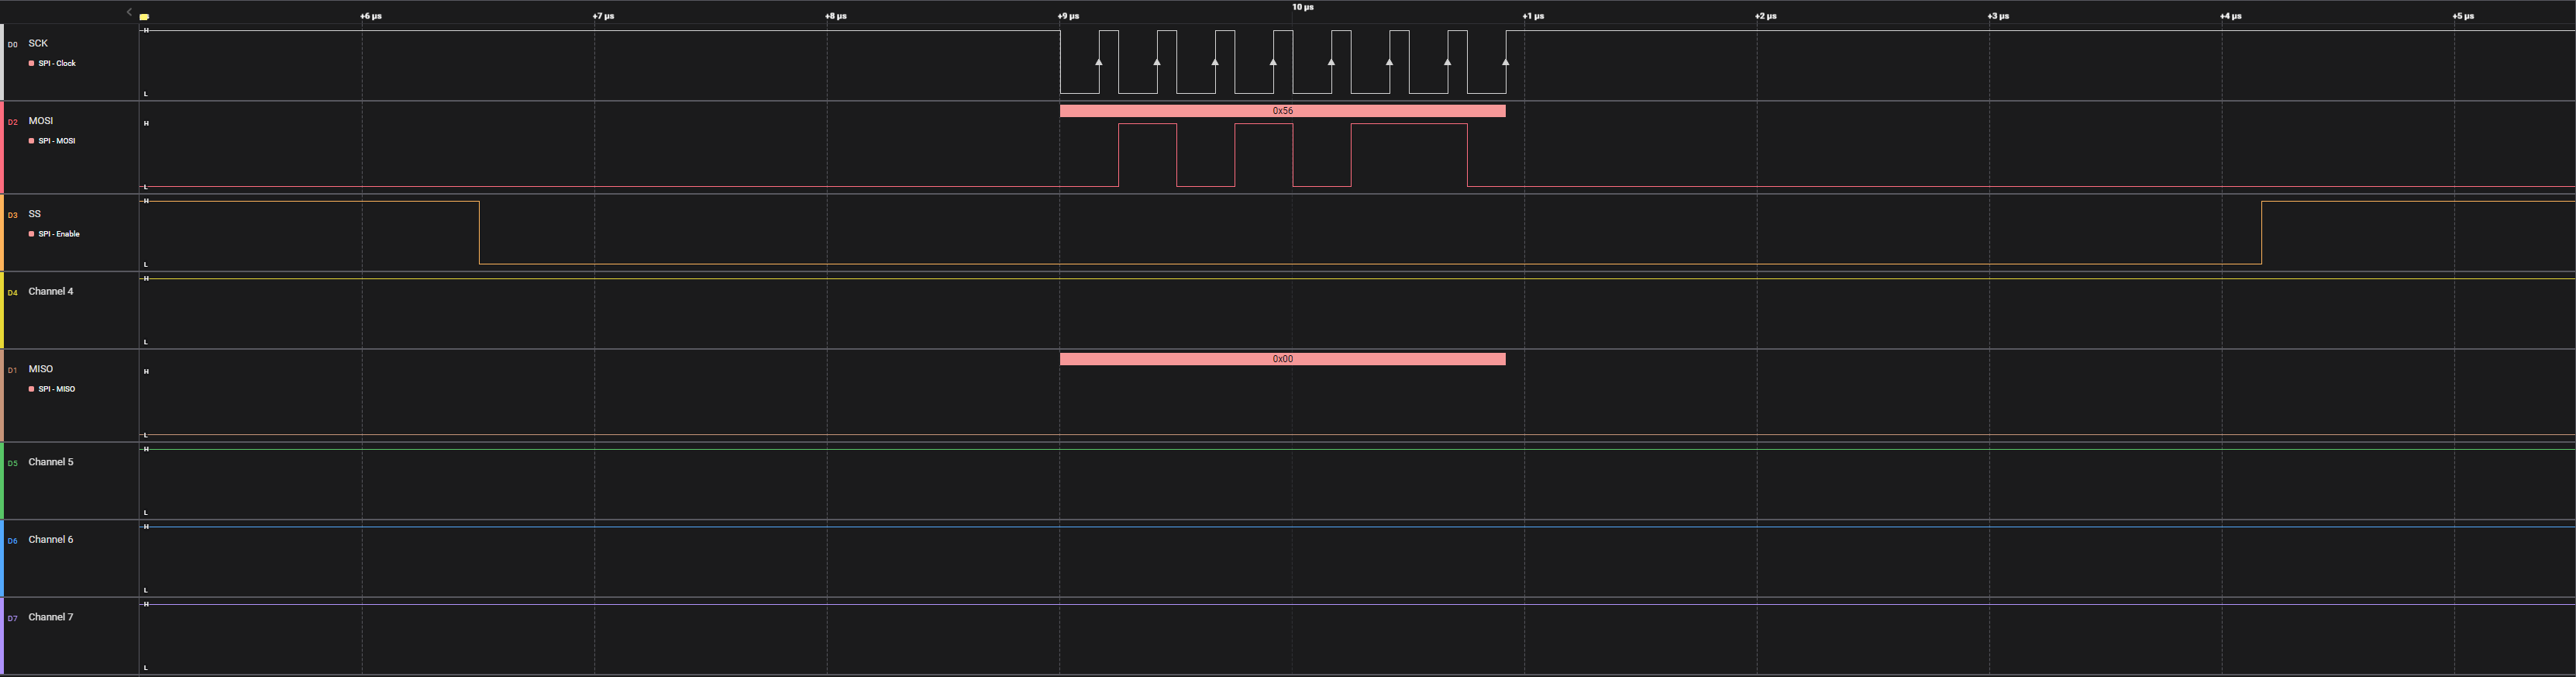 10 µs
+6 µs +7 µs +8 µs +9 µs +1 µs +2 µs +3 µs +4 µs +5 µs
D0 SCK H
SPI - Clock
L
0x56
D2 MOSI H
SPI - MOSI
L
H
D3 SS
SPI - Enable
L
H
D4 Channel 4
L
0x00
D1 MISO H
SPI - MISO
L
H
D5 Channel 5
L
H
D6 Channel 6
L
H
D7 Channel 7
L